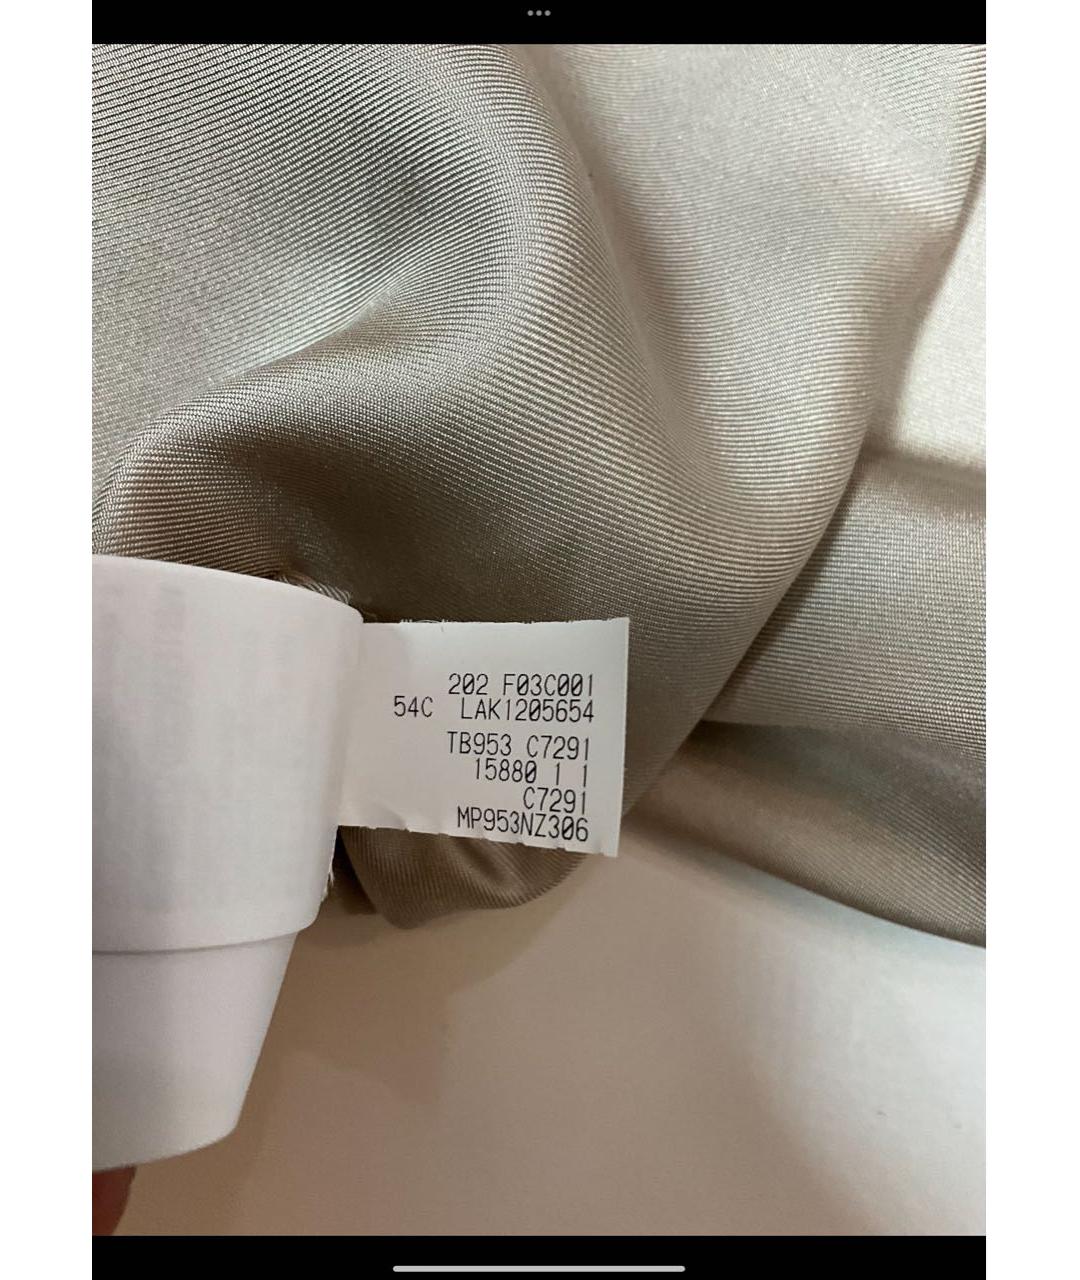 202 F03C001
54C LAK1205654
TB953 C7291
15880 1 1
C7291
MP953NZ306